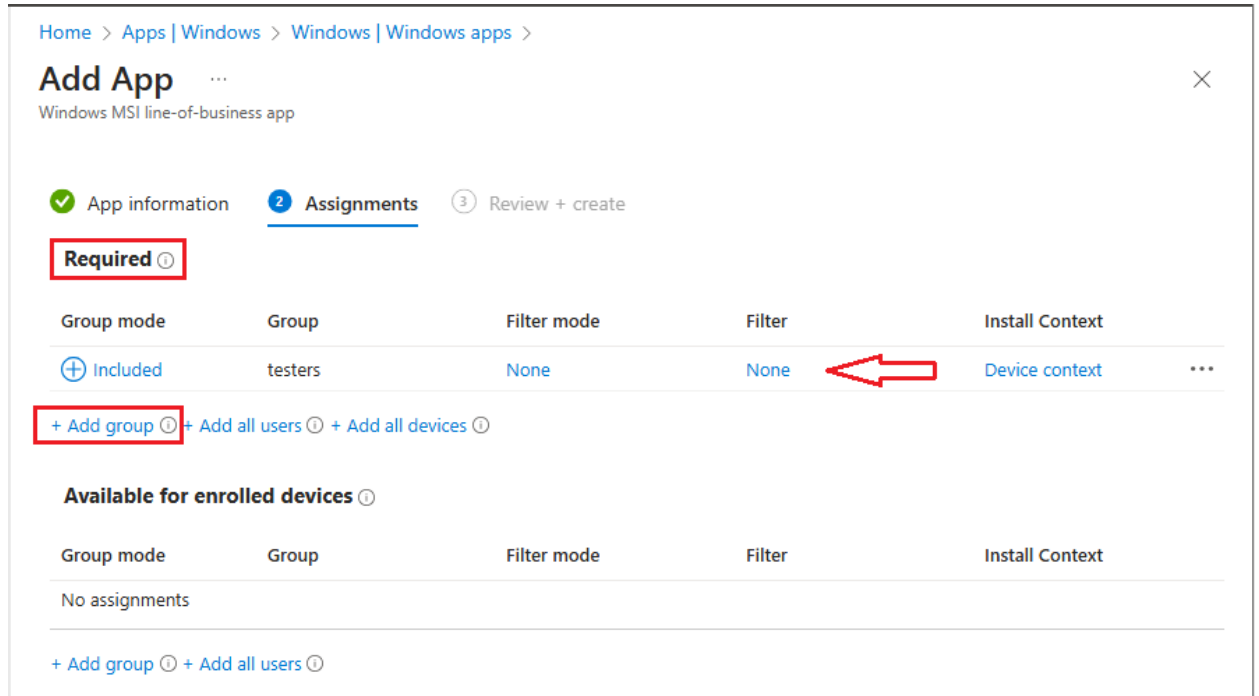 Home > Apps | Windows > Windows | Windows apps >
Add App ...
Windows MSI line-of-business app
App information 2 Assignments 3 Review + create
Required
Group mode Group Filter mode Filter Install Context
Included testers None None Device context ...
+ Add group + Add all users + Add all devices
Available for enrolled devices
Group mode Group Filter mode Filter Install Context
No assignments
+ Add group + Add all users